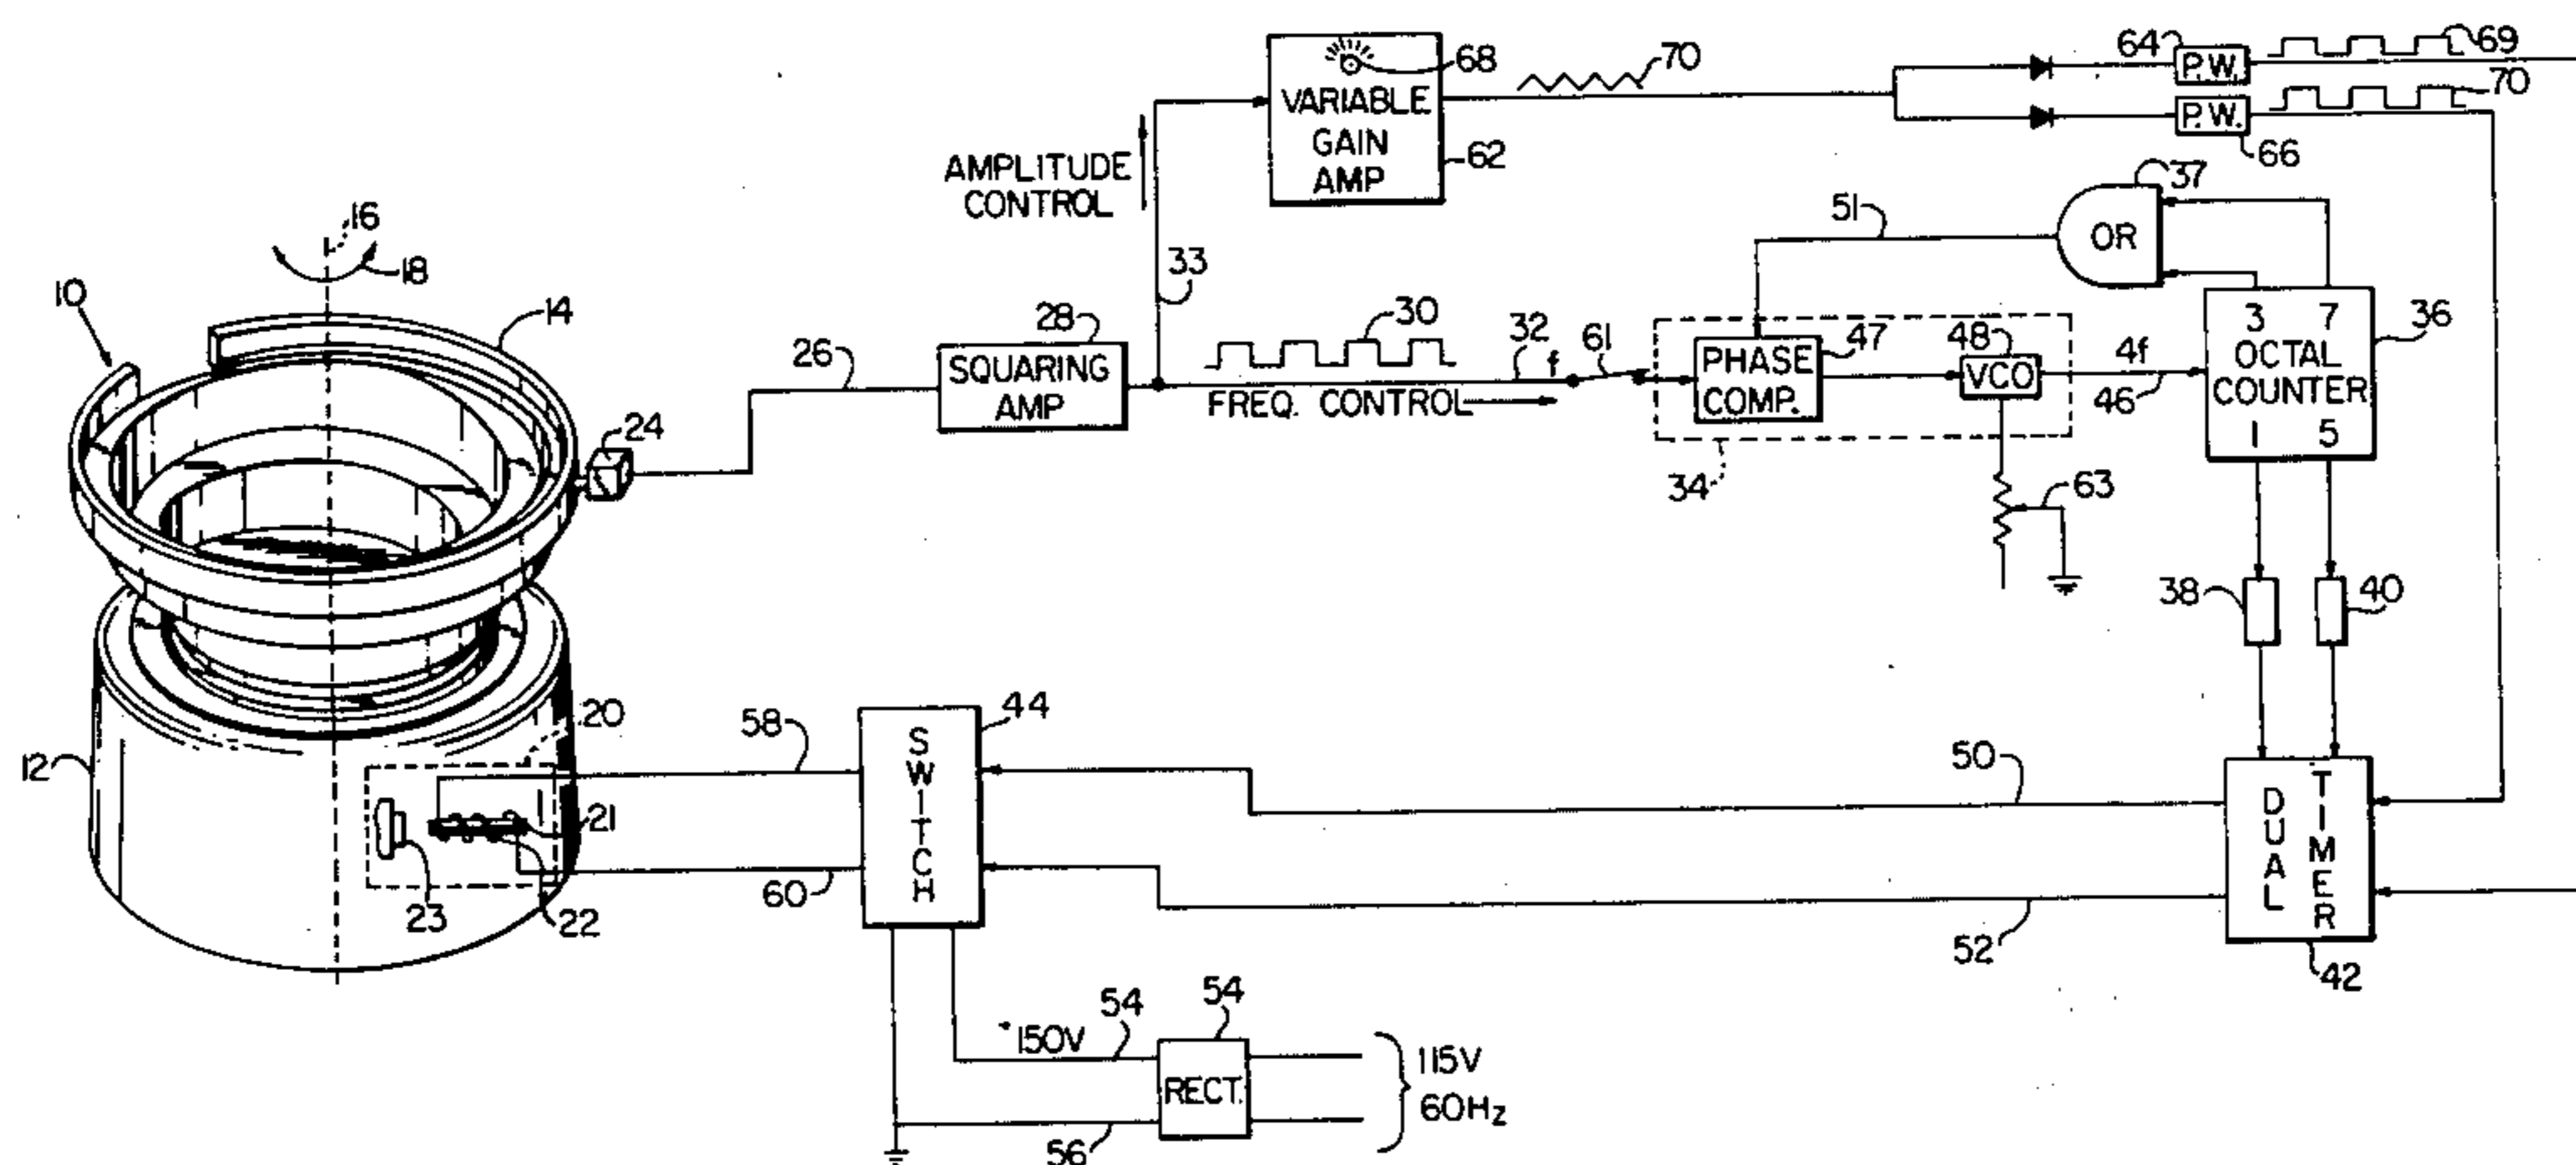 68
VARIABLE
GAIN
AMP
62
70
64
P.W.
69
P.W.
70
66
AMPLITUDE
CONTROL
33
51
OR
37
16
18
10
14
24
26
28
SQUARING
AMP
30
32
f
61
FREQ. CONTROL
PHASE
COMP.
47
48
VCO
34
4f
46
3 7
OCTAL
COUNTER
1 5
36
63
38
40
12
20
21
22
23
58
60
44
SWITCH
50
52
DUAL
TIMER
42
150V
54
54
RECT.
56
115V
60Hz